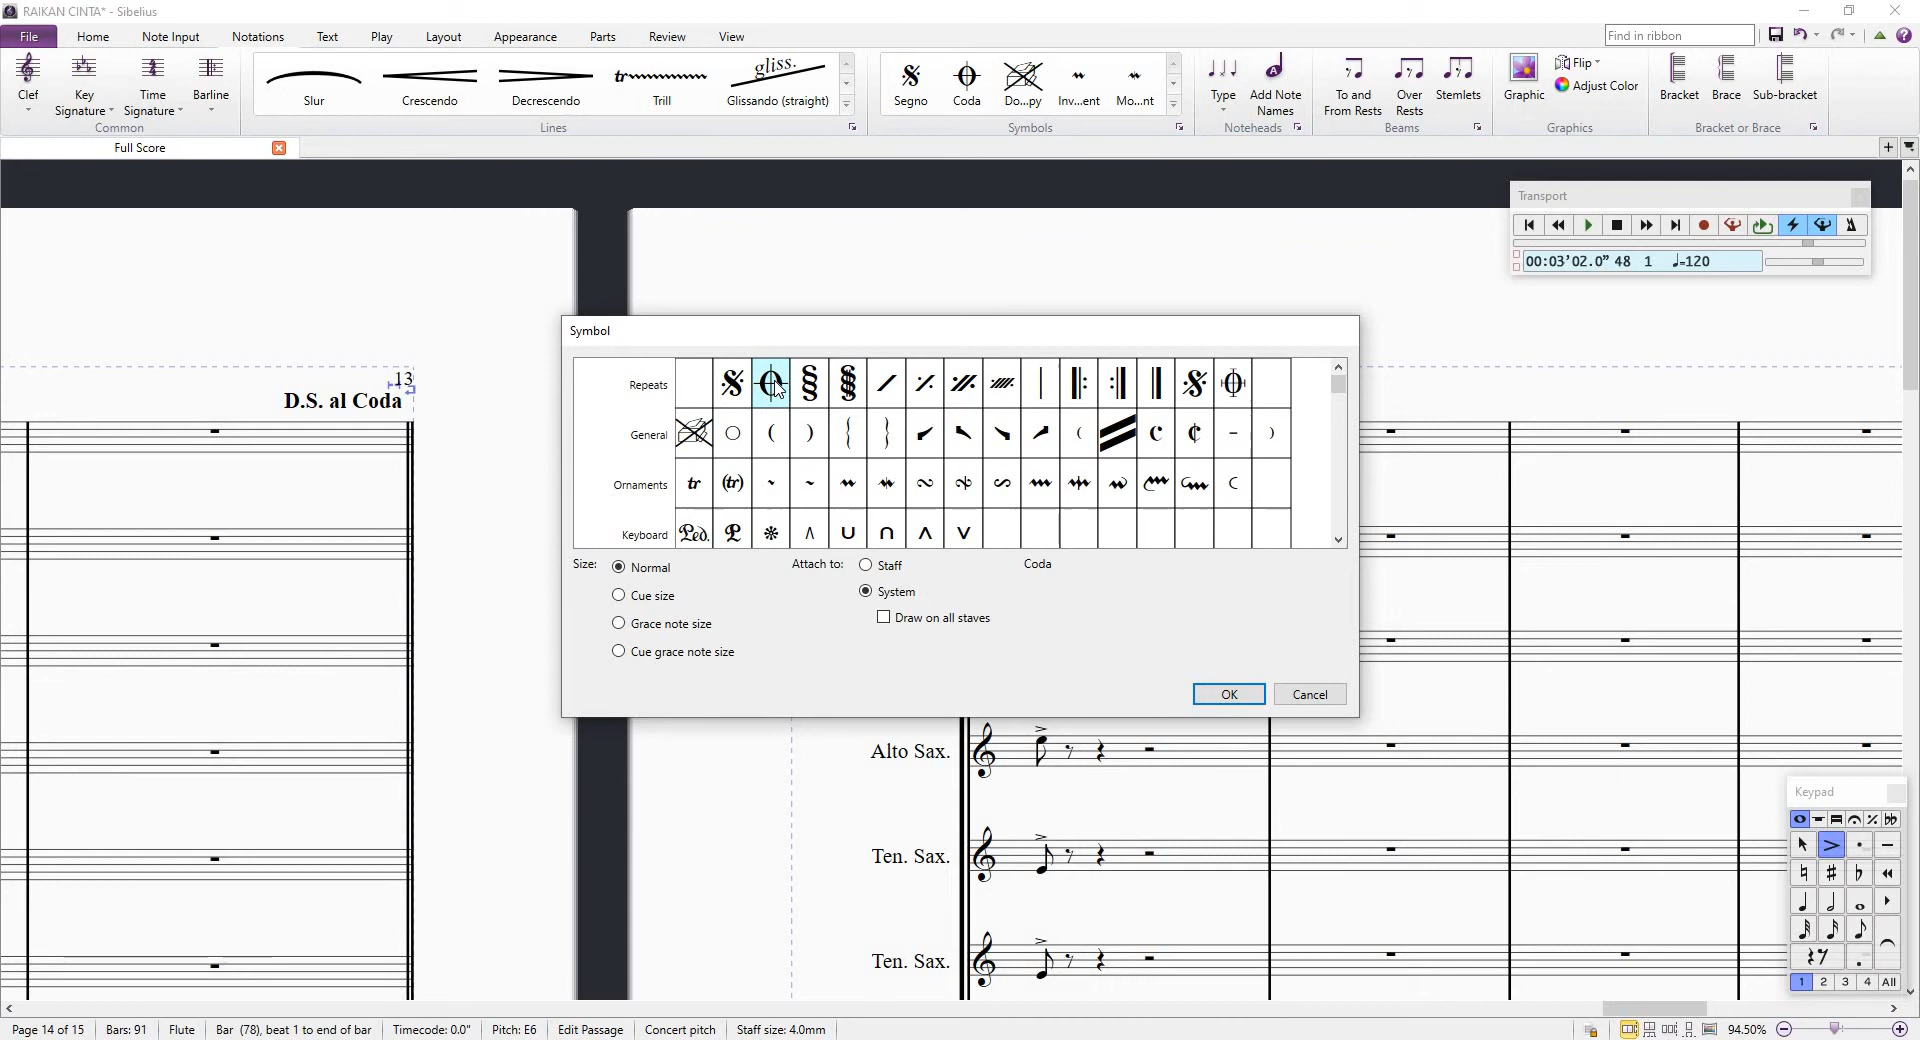 RAIKAN CINTA* - Sibelius
File Home Note Input Notations Text Play Layout Appearance Parts Review View Find in ribbon
Clef
Key Signature
Time Signature
Barline
Common
Slur
Crescendo
Decrescendo
tr
Trill
gliss.
Glissando (straight)
Lines
Segno
Coda
Do...py
Inv...ent
Mo...nt
Symbols
Type
Add Note Names
Noteheads
To and From Rests
Over Rests
Stemlets
Beams
Graphic
Flip
Adjust Color
Graphics
Bracket
Brace
Sub-bracket
Bracket or Brace
Full Score
Transport
00:03'02.0" 48 1 ♩=120
13
D.S. al Coda
Symbol
Repeats
General
Ornaments
tr (tr)
Keyboard
Ped. P
Size:
Normal
Cue size
Grace note size
Cue grace note size
Attach to:
Staff
System
Draw on all staves
Coda
OK Cancel
Alto Sax.
Ten. Sax.
Ten. Sax.
Keypad
1 2 3 4 All
Page 14 of 15 Bars: 91 Flute Bar (78), beat 1 to end of bar Timecode: 0.0" Pitch: E6 Edit Passage Concert pitch Staff size: 4.0mm 94.50%